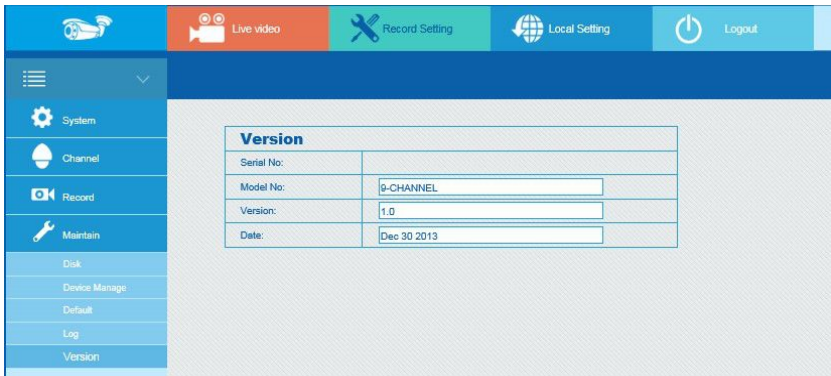 Live video
Record Setting
Local Setting
Logout
System
Channel
Record
Maintain
Disk
Device Manage
Default
Log
Version
Version
Serial No:
Model No: 9-CHANNEL
Version: 1.0
Date: Dec 30 2013